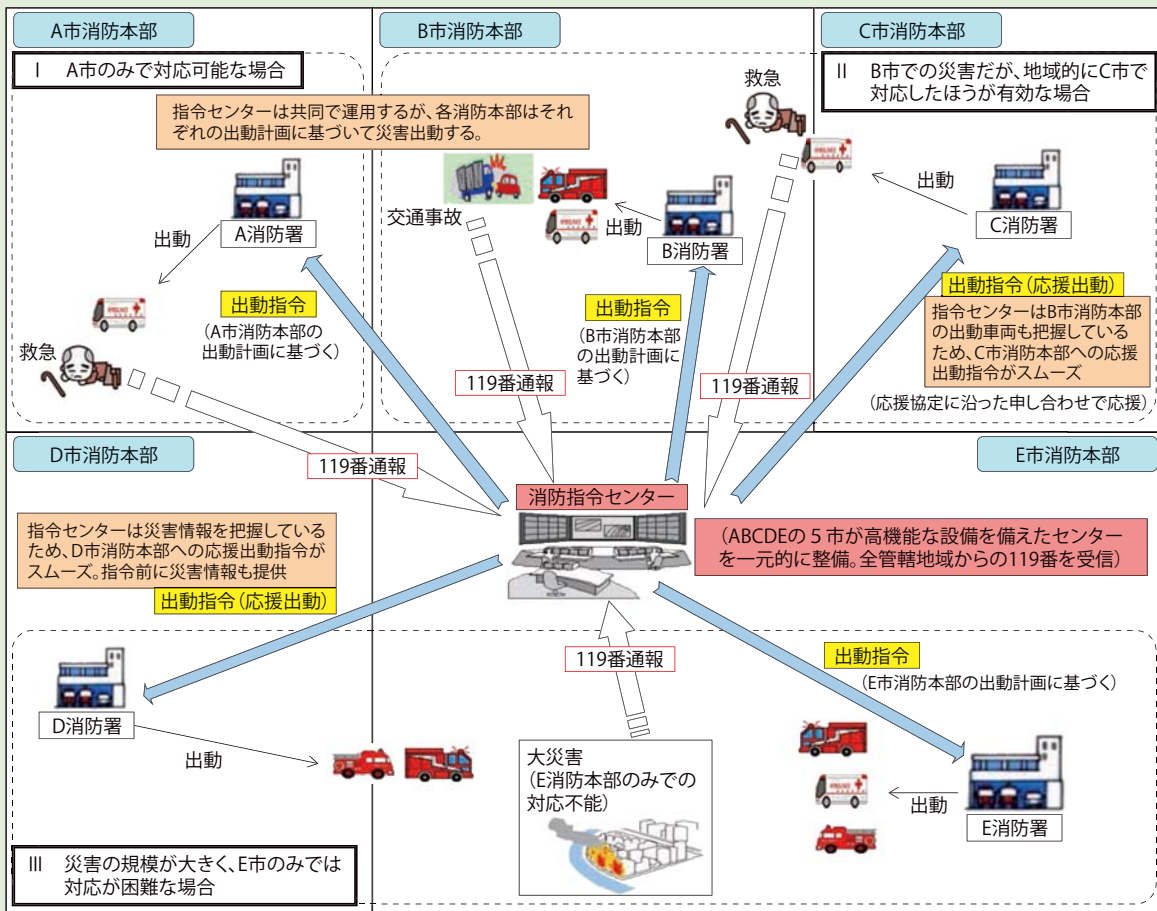 A市消防本部
B市消防本部
C市消防本部
Ⅰ　A市のみで対応可能な場合
Ⅱ　B市での災害だが、地域的にC市で
対応したほうが有効な場合
指令センターは共同で運用するが、各消防本部はそれ
ぞれの出動計画に基づいて災害出動する。
救急
交通事故
出動
A消防署
出動
B消防署
出動
C消防署
出動指令
(A市消防本部の
出動計画に基づく)
救急
出動指令
(B市消防本部
の出動計画に
基づく)
出動指令(応援出動)
指令センターはB市消防本部
の出動車両も把握している
ため、C市消防本部への応援
出動指令がスムーズ
(応援協定に沿った申し合わせで応援)
119番通報
119番通報
119番通報
D市消防本部
E市消防本部
消防指令センター
(ABCDEの5市が高機能な設備を備えたセンター
を一元的に整備。全管轄地域からの119番を受信)
指令センターは災害情報を把握している
ため、D市消防本部への応援出動指令が
スムーズ。指令前に災害情報も提供
出動指令(応援出動)
119番通報
出動指令
(E市消防本部の出動計画に基づく)
D消防署
出動
大災害
(E消防本部のみでの
対応不能)
出動
E消防署
Ⅲ　災害の規模が大きく、E市のみでは
対応が困難な場合